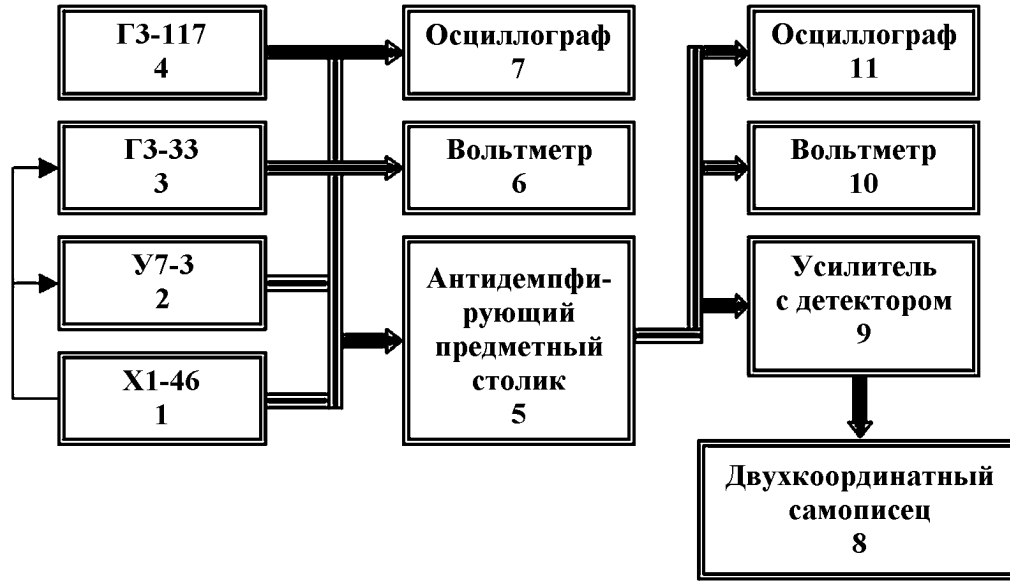 Г3-117
4
Г3-33
3
У7-3
2
Х1-46
1
Осциллограф
7
Вольтметр
6
Антидемпфи-
рующий
предметный
столик
5
Осциллограф
11
Вольтметр
10
Усилитель
с детектором
9
Двухкоординатный
самописец
8